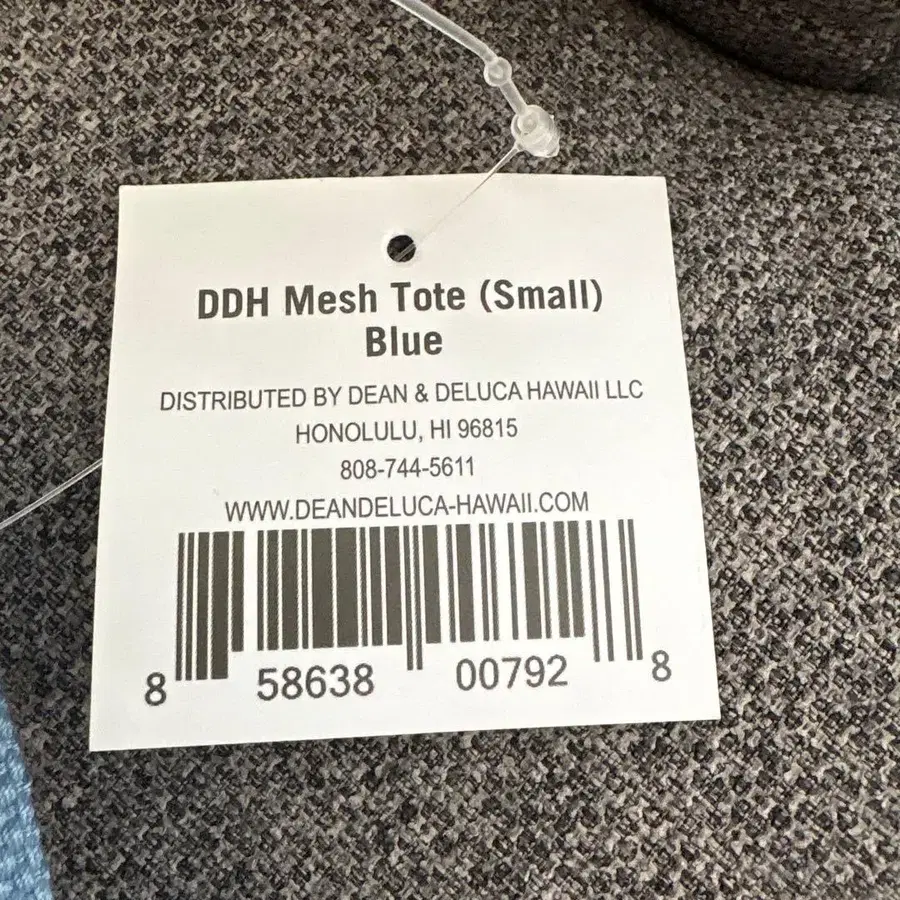 DDH Mesh Tote (Small)
Blue
DISTRIBUTED BY DEAN & DELUCA HAWAII LLC
HONOLULU, HI 96815
808-744-5611
WWW.DEANDELUCA-HAWAII.COM
8 58638 00792 8